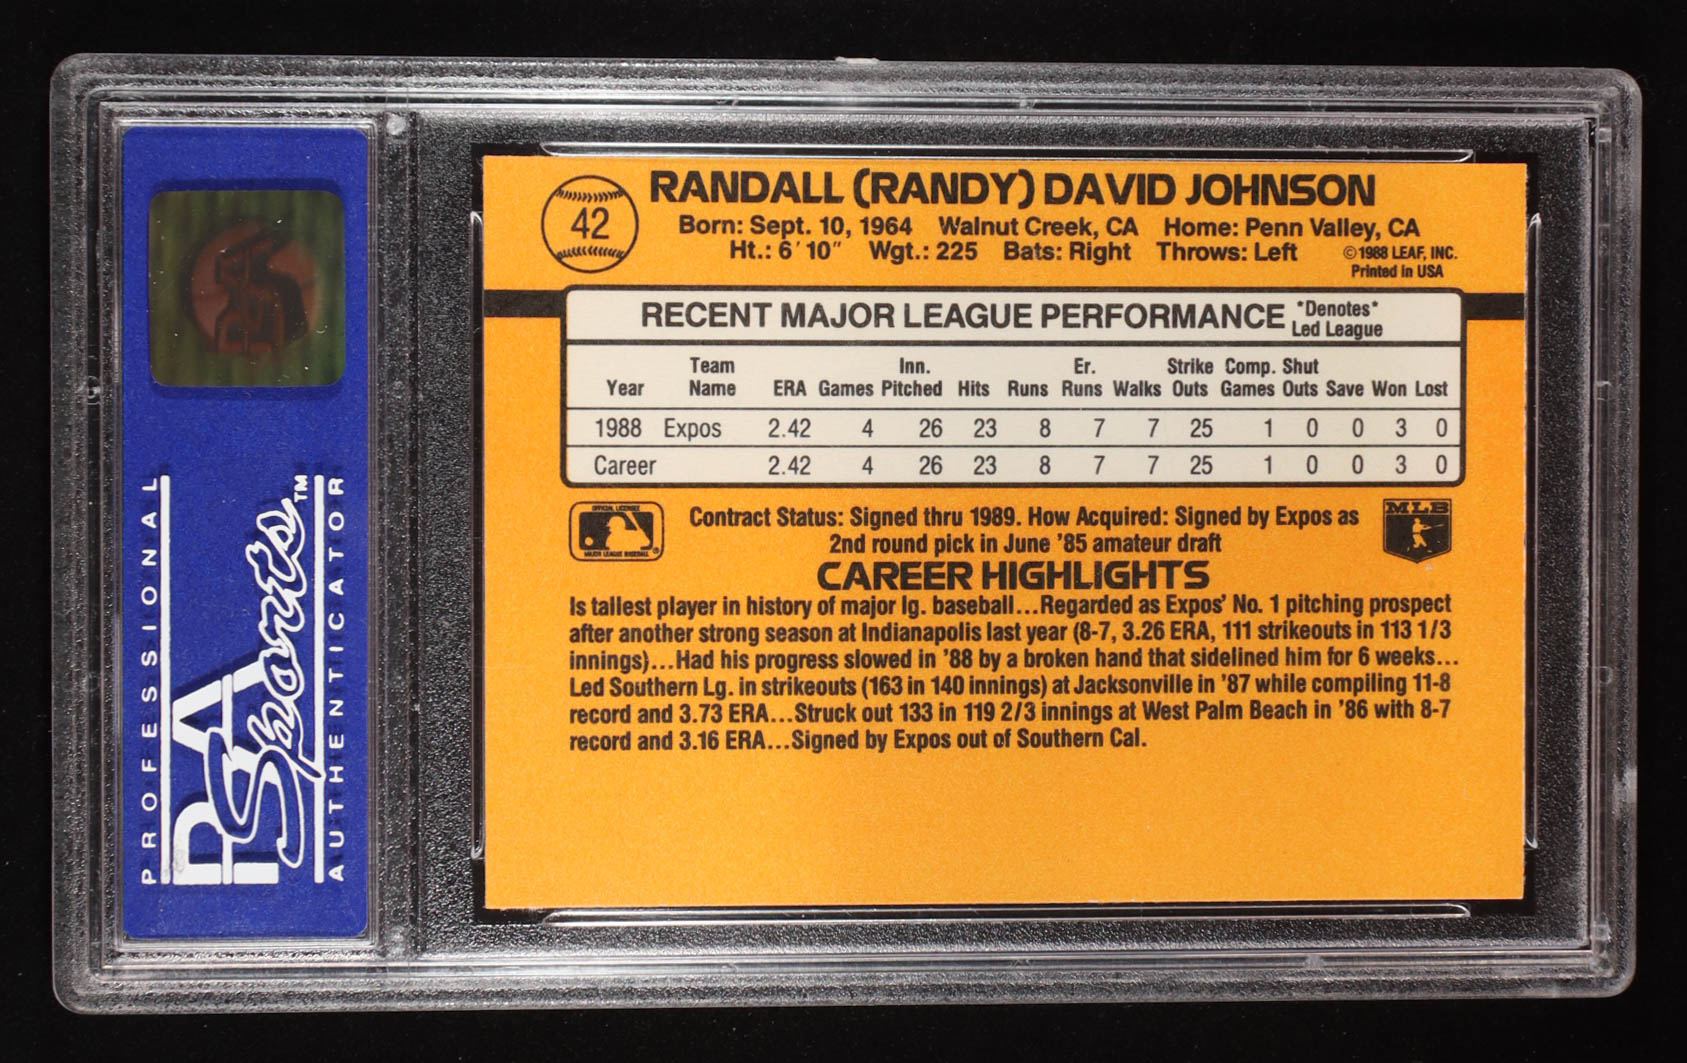 42
RANDALL (RANDY) DAVID JOHNSON
Born: Sept. 10, 1964 Walnut Creek, CA Home: Penn Valley, CA
Ht.: 6'10" Wgt.: 225 Bats: Right Throws: Left
©1988 LEAF, INC.
Printed in USA
RECENT MAJOR LEAGUE PERFORMANCE *Denotes*
Led League
Team Inn. Er. Strike Comp. Shut
Year Name ERA Games Pitched Hits Runs Runs Walks Outs Games Outs Save Won Lost
1988 Expos 2.42 4 26 23 8 7 7 25 1 0 0 3 0
Career 2.42 4 26 23 8 7 7 25 1 0 0 3 0
OFFICIAL LICENSEE
MAJOR LEAGUE BASEBALL
®
Contract Status: Signed thru 1989. How Acquired: Signed by Expos as
2nd round pick in June '85 amateur draft
MLB
CAREER HIGHLIGHTS
Is tallest player in history of major lg. baseball...Regarded as Expos' No. 1 pitching prospect
after another strong season at Indianapolis last year (8-7, 3.26 ERA, 111 strikeouts in 113 1/3
innings)...Had his progress slowed in '88 by a broken hand that sidelined him for 6 weeks...
Led Southern Lg. in strikeouts (163 in 140 innings) at Jacksonville in '87 while compiling 11-8
record and 3.73 ERA...Struck out 133 in 119 2/3 innings at West Palm Beach in '86 with 8-7
record and 3.16 ERA...Signed by Expos out of Southern Cal.
PSA
PROFESSIONAL
PSA
Sports™
AUTHENTICATOR